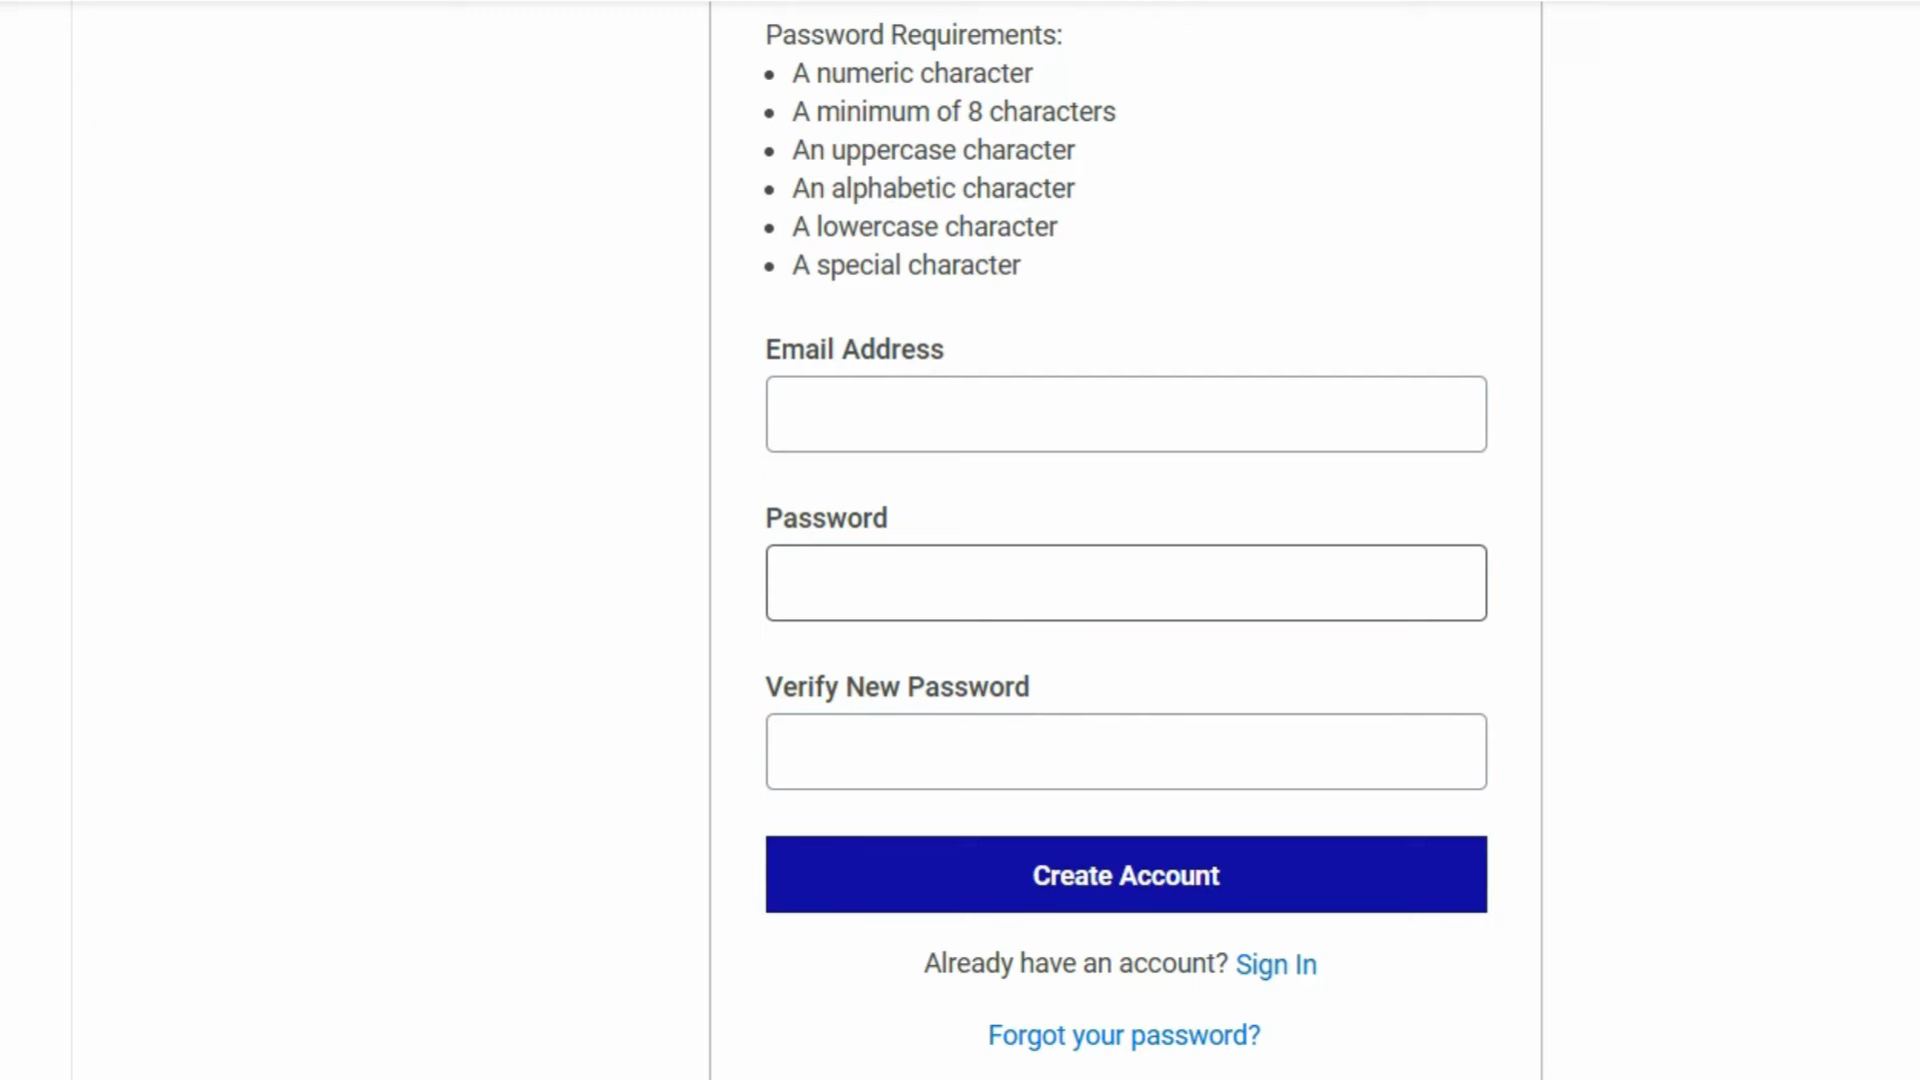 Password Requirements:
A numeric character
A minimum of 8 characters
An uppercase character
An alphabetic character
A lowercase character
A special character
Email Address
Password
Verify New Password
Create Account
Already have an account? Sign In
Forgot your password?